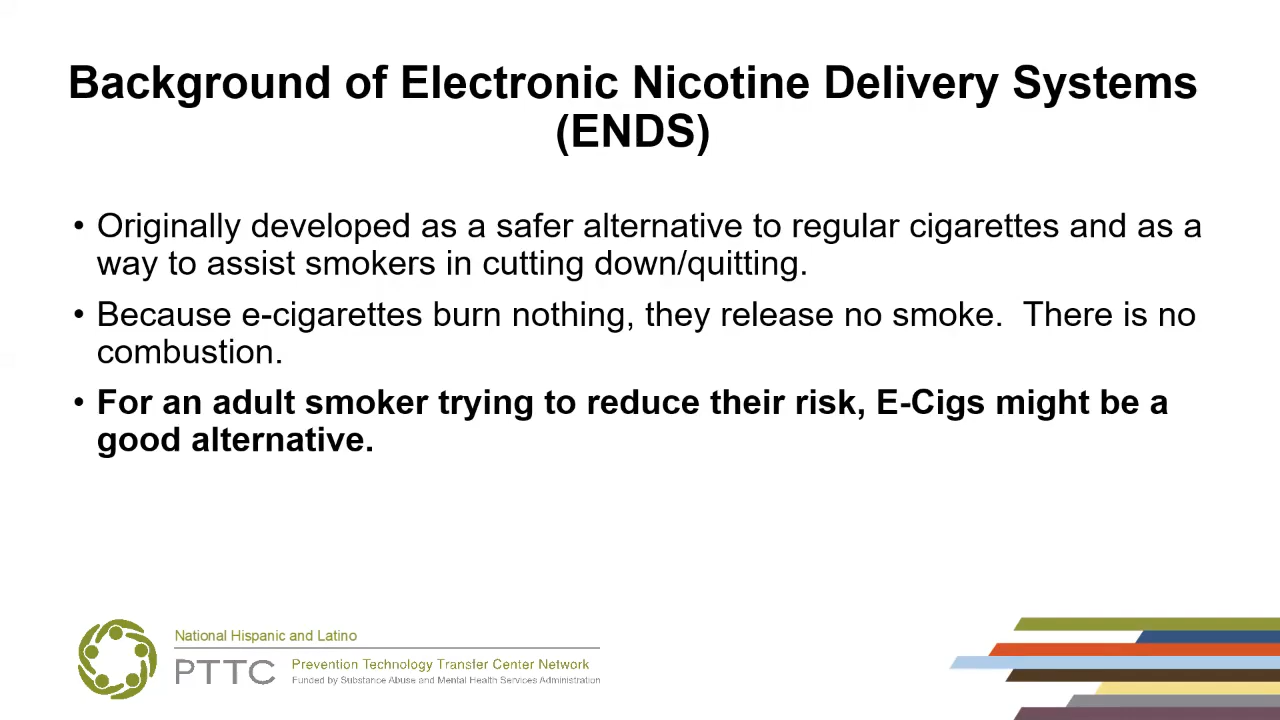 Background of Electronic Nicotine Delivery Systems
(ENDS)
• Originally developed as a safer alternative to regular cigarettes and as a
way to assist smokers in cutting down/quitting.
• Because e-cigarettes burn nothing, they release no smoke.  There is no
combustion.
• For an adult smoker trying to reduce their risk, E-Cigs might be a
good alternative.
National Hispanic and Latino
PTTC Prevention Technology Transfer Center Network
Funded by Substance Abuse and Mental Health Services Administration